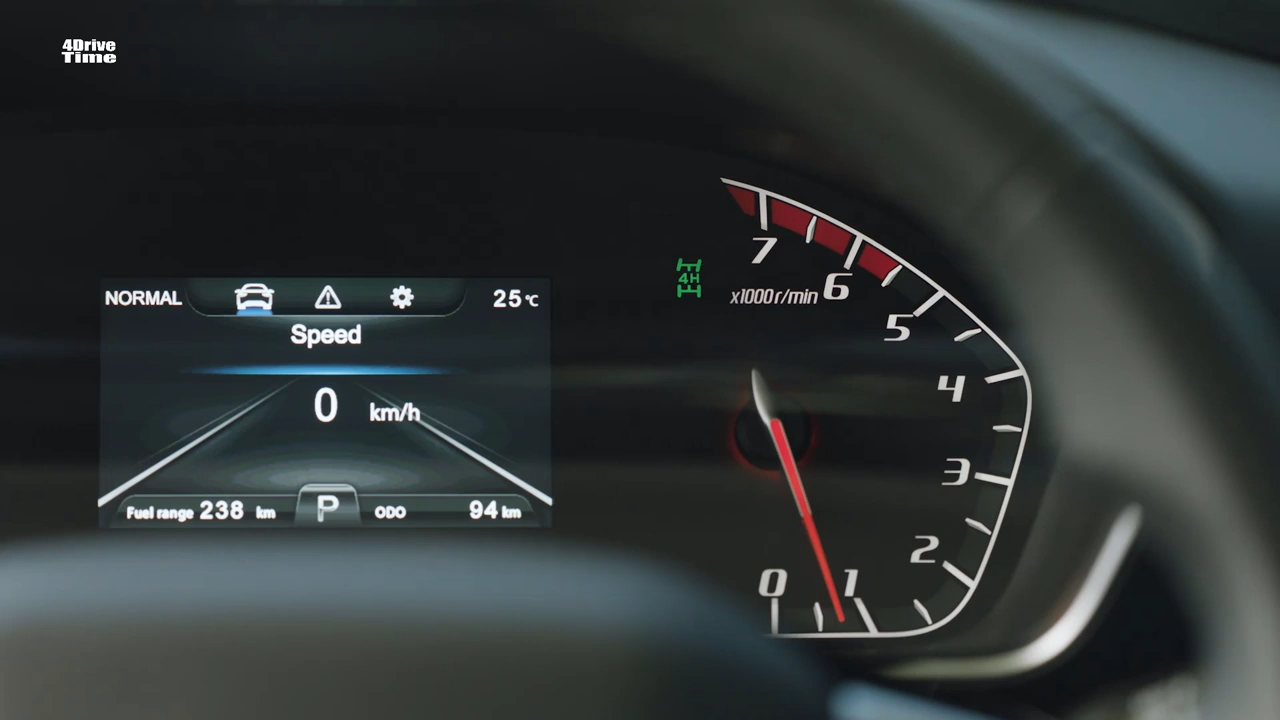 4Drive
Time
NORMAL
25°C
Speed
0 km/h
Fuel range 238 km
P
ODO 94 km
4H
x1000r/min
7
6
5
4
3
2
1
0